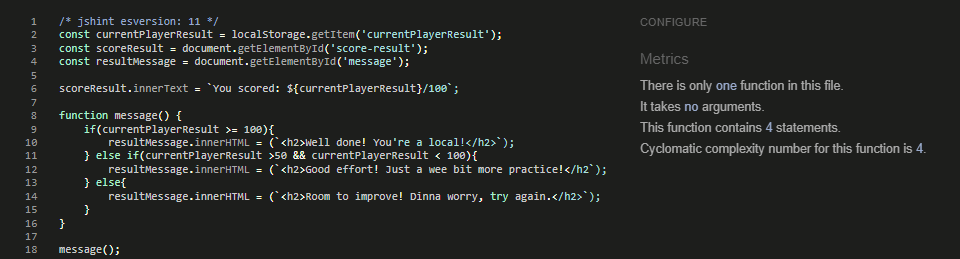 1 /* jshint esversion: 11 */
2 const currentPlayerResult = localStorage.getItem('currentPlayerResult');
3 const scoreResult = document.getElementById('score-result');
4 const resultMessage = document.getElementById('message');
5
6 scoreResult.innerText = `You scored: ${currentPlayerResult}/100`;
7
8 function message() {
9     if(currentPlayerResult >= 100){
10         resultMessage.innerHTML = (`<h2>Well done! You're a local!</h2>`);
11     } else if(currentPlayerResult >50 && currentPlayerResult < 100){
12         resultMessage.innerHTML = (`<h2>Good effort! Just a wee bit more practice!</h2`);
13     } else{
14         resultMessage.innerHTML = (`<h2>Room to improve! Dinna worry, try again.</h2>`);
15     }
16 }
17
18 message();
CONFIGURE
Metrics
There is only one function in this file.
It takes no arguments.
This function contains 4 statements.
Cyclomatic complexity number for this function is 4.